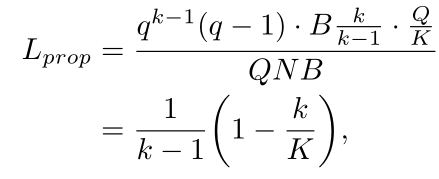 L_{prop} = \frac{q^{k-1}(q-1) \cdot B\frac{k}{k-1} \cdot \frac{Q}{K}}{QNB}
= \frac{1}{k-1}\left(1 - \frac{k}{K}\right),